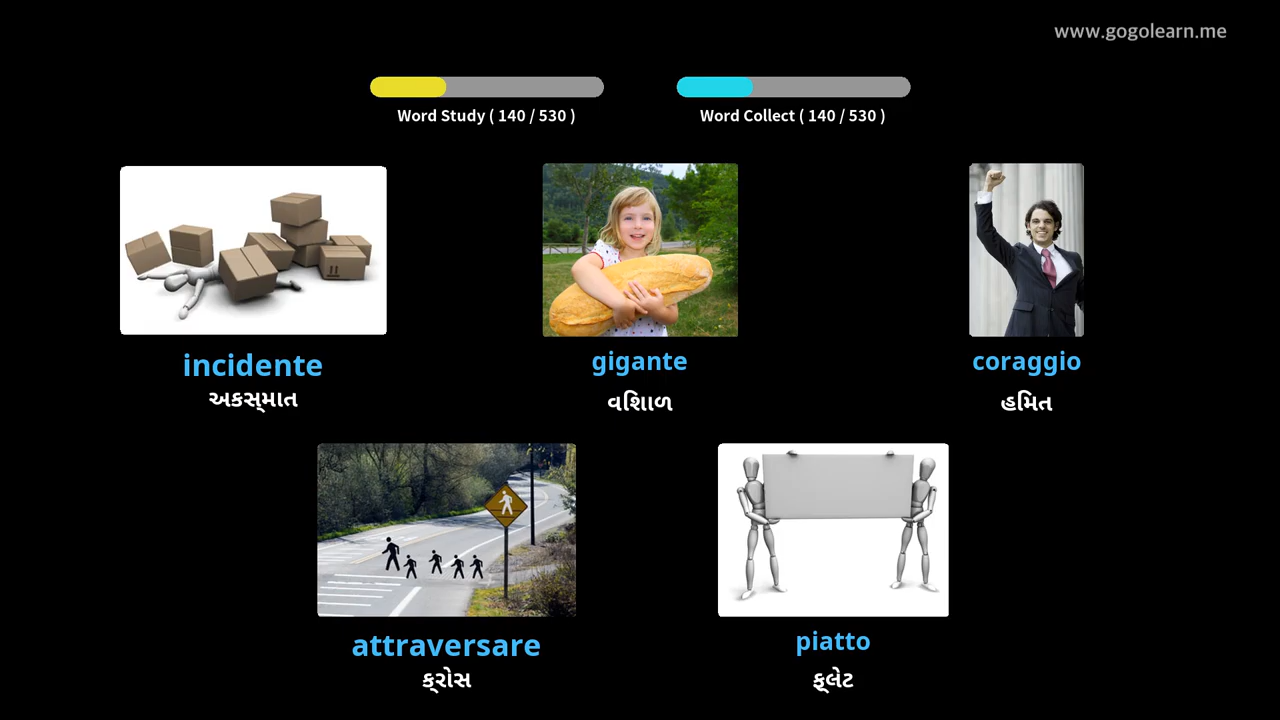 www.gogolearn.me
Word Study ( 140 / 530 )
Word Collect ( 140 / 530 )
incidente
અકસ્માત
gigante
વિશાળ
coraggio
હિમત
attraversare
ક્રોસ
piatto
ફ્લેટ